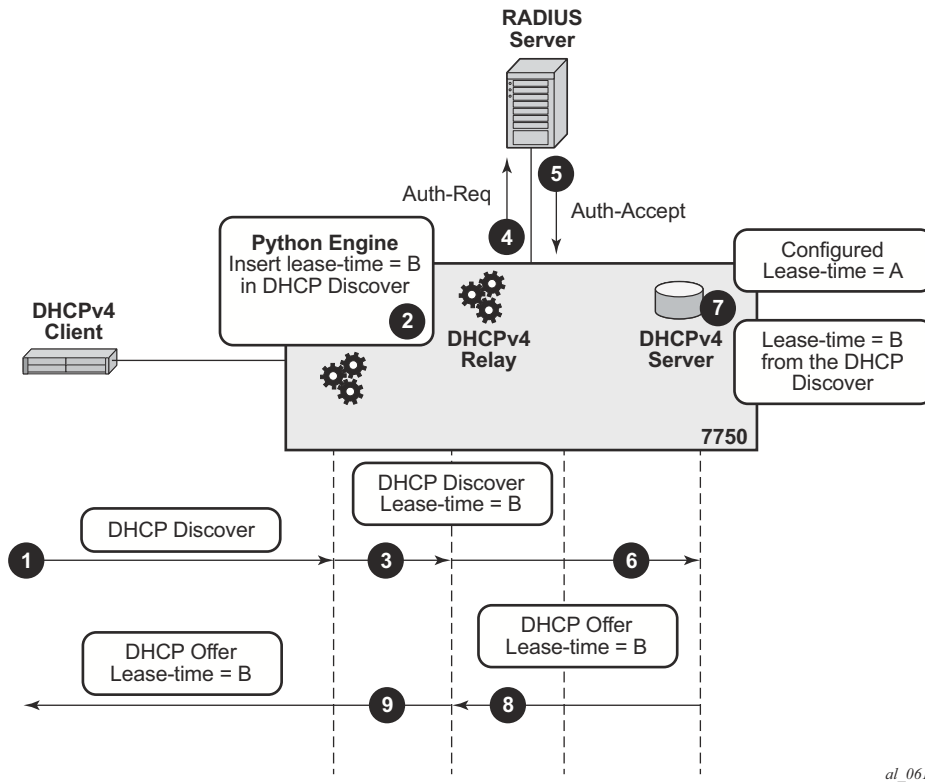 RADIUS
Server
5
Auth-Req
Auth-Accept
4
Python Engine
Insert lease-time = B
in DHCP Discover
2
Configured
Lease-time = A
DHCPv4
Client
DHCPv4
Relay
7
DHCPv4
Server
Lease-time = B
from the DHCP
Discover
7750
DHCP Discover
Lease-time = B
DHCP Discover
1
3
6
DHCP Offer
Lease-time = B
DHCP Offer
Lease-time = B
9
8
al_061